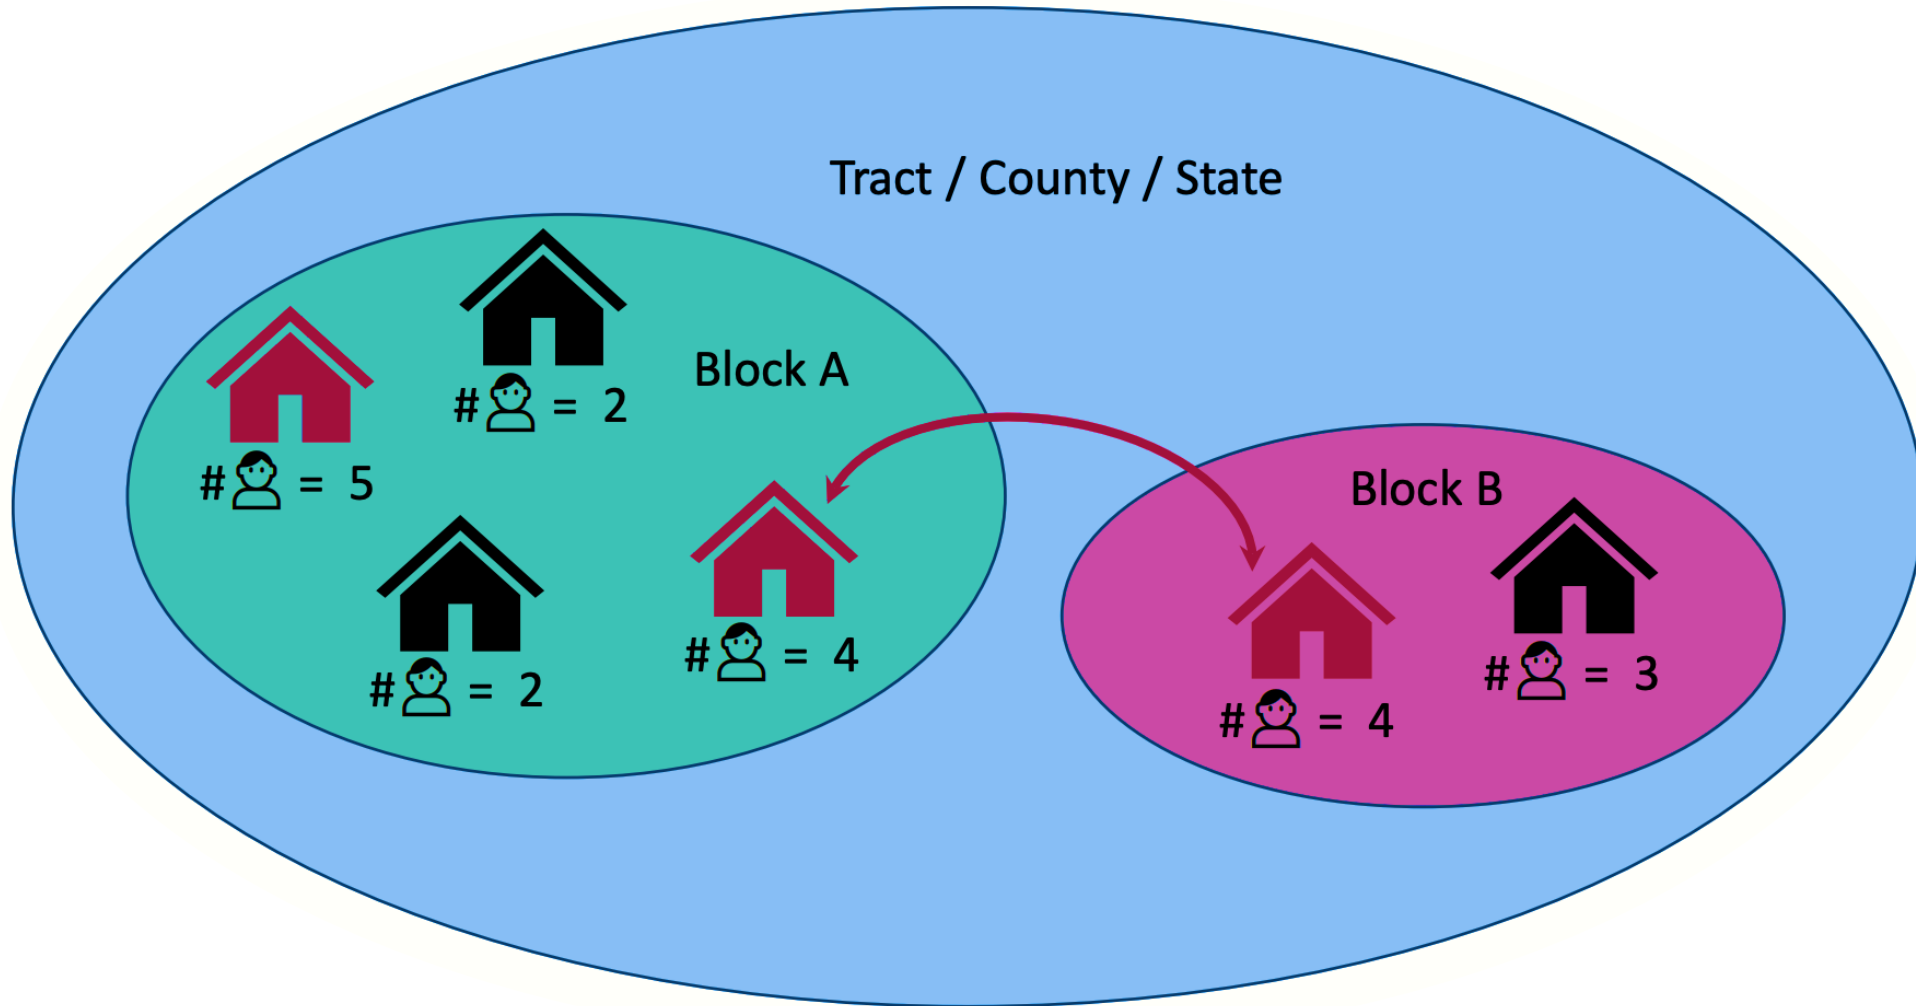 Tract / County / State
Block A
# = 2
# = 5
# = 4
# = 2
Block B
# = 3
# = 4